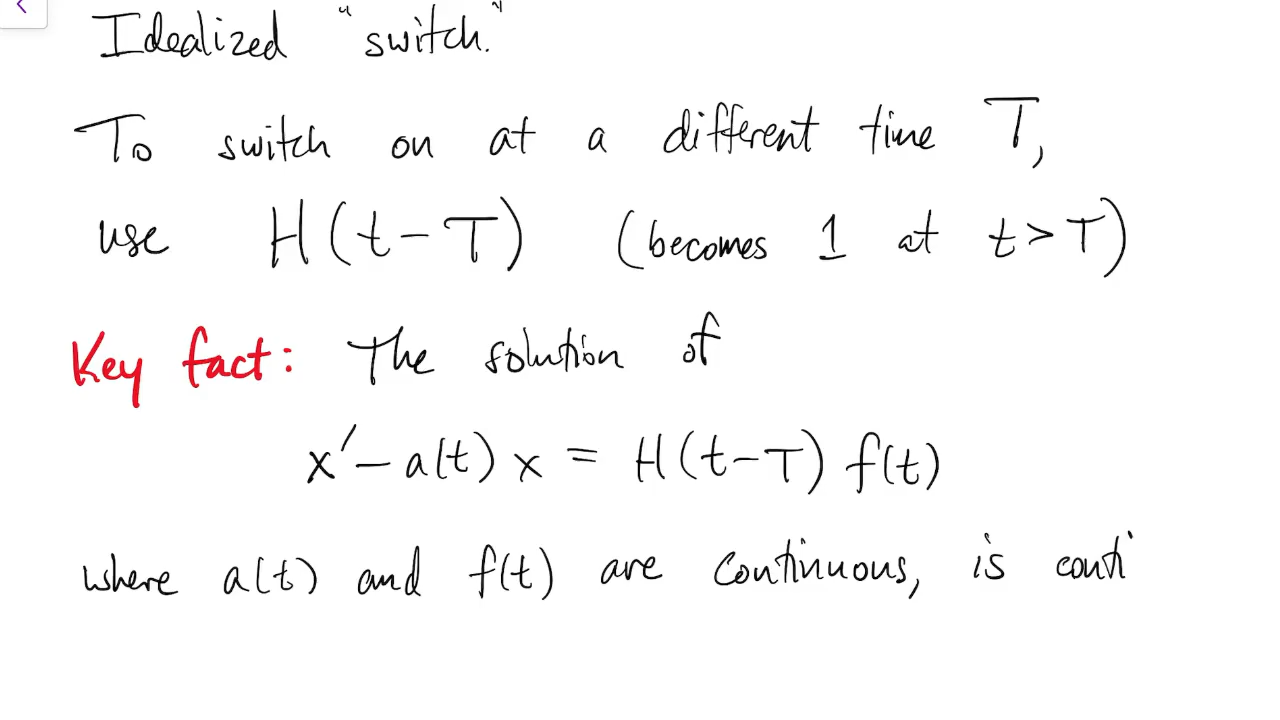 Idealized "switch."
To switch on at a different time T,
use H(t-T) (becomes 1 at t>T)
Key fact: The solution of
x' - a(t) x = H(t-T) f(t)
where a(t) and f(t) are continuous, is conti